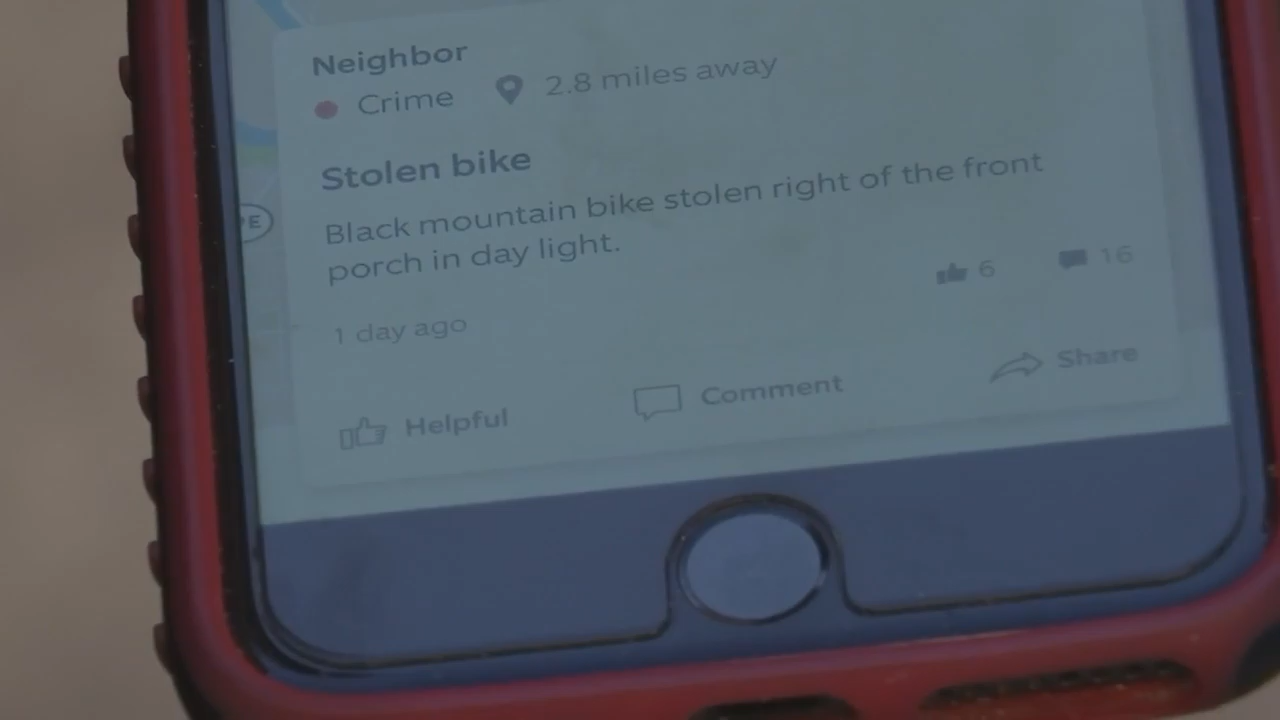 Neighbor
Crime 2.8 miles away
Stolen bike
Black mountain bike stolen right of the front
porch in day light.
6 16
1 day ago
Helpful Comment Share
E